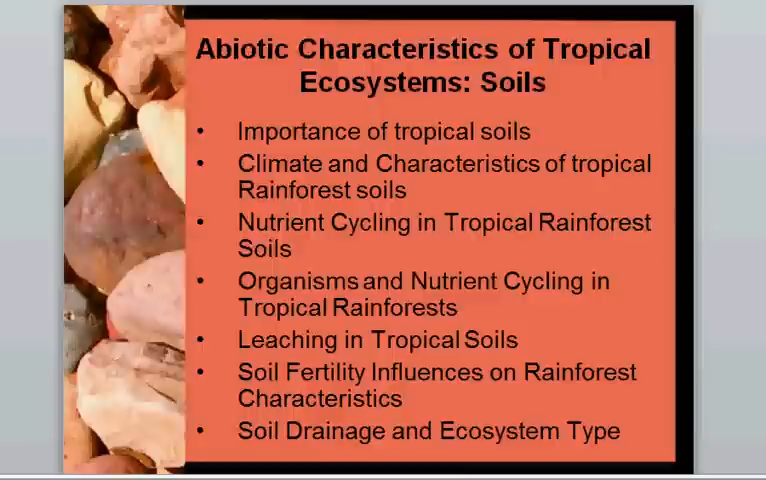 Abiotic Characteristics of Tropical
Ecosystems: Soils
• Importance of tropical soils
• Climate and Characteristics of tropical
Rainforest soils
• Nutrient Cycling in Tropical Rainforest
Soils
• Organisms and Nutrient Cycling in
Tropical Rainforests
• Leaching in Tropical Soils
• Soil Fertility Influences on Rainforest
Characteristics
• Soil Drainage and Ecosystem Type